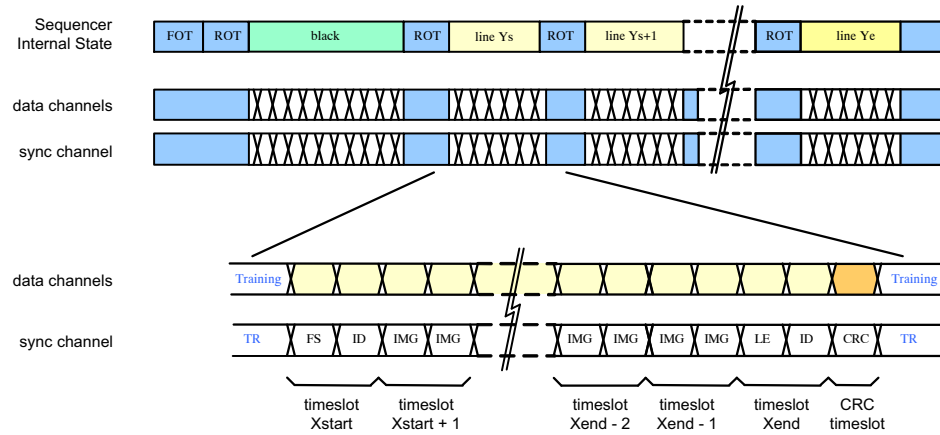 Sequencer
Internal State
FOT ROT black ROT line Ys ROT line Ys+1 ROT line Ye
data channels
sync channel
data channels Training Training
sync channel TR FS ID IMG IMG IMG IMG IMG IMG LE ID CRC TR
timeslot timeslot timeslot timeslot timeslot CRC
Xstart Xstart + 1 Xend - 2 Xend - 1 Xend timeslot